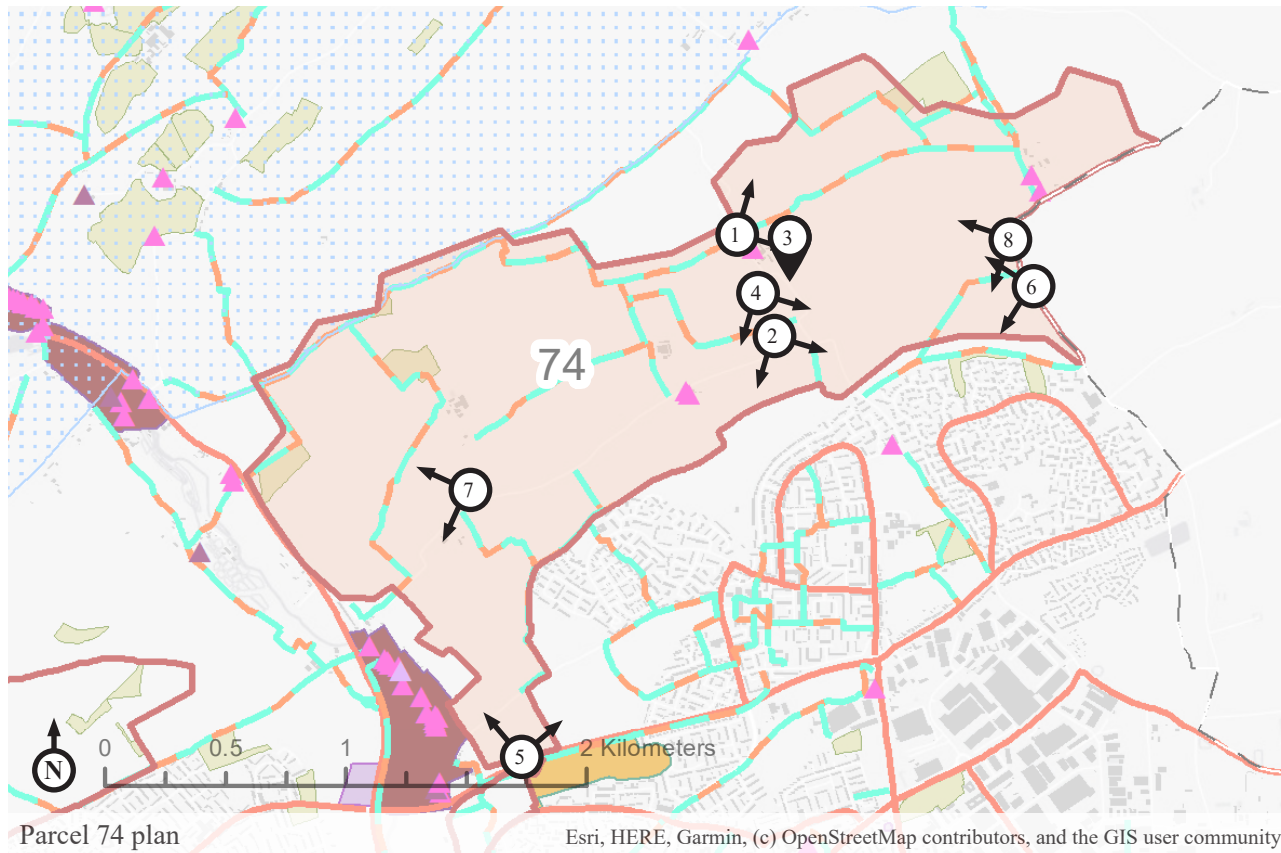 1
3
8
4
6
2
74
7
5
N
0 0.5 1 2 Kilometers
Parcel 74 plan
Esri, HERE, Garmin, (c) OpenStreetMap contributors, and the GIS user community